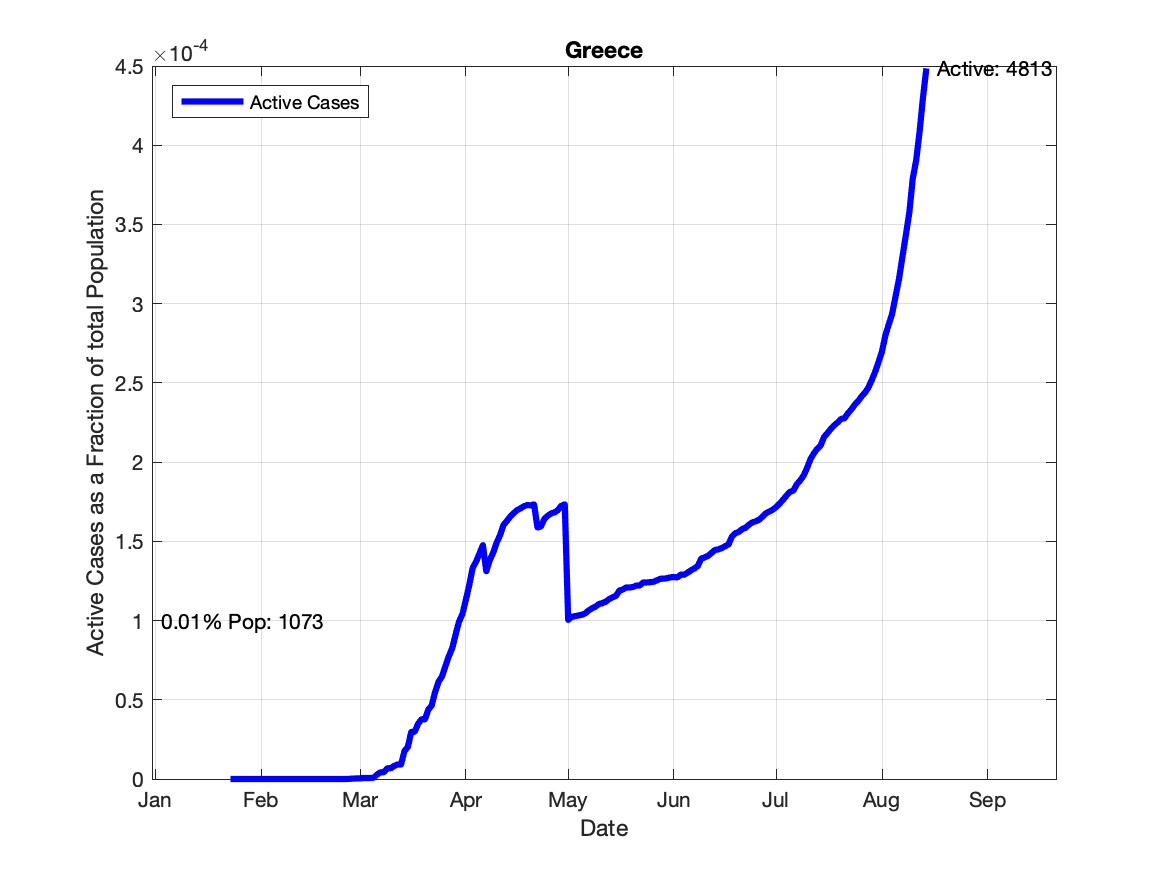 Greece
×10-4
4.5
Active: 4813
Active Cases
4
3.5
3
2.5
2
1.5
1
0.01% Pop: 1073
0.5
0
Active Cases as a Fraction of total Population
Jan Feb Mar Apr May Jun Jul Aug Sep
Date